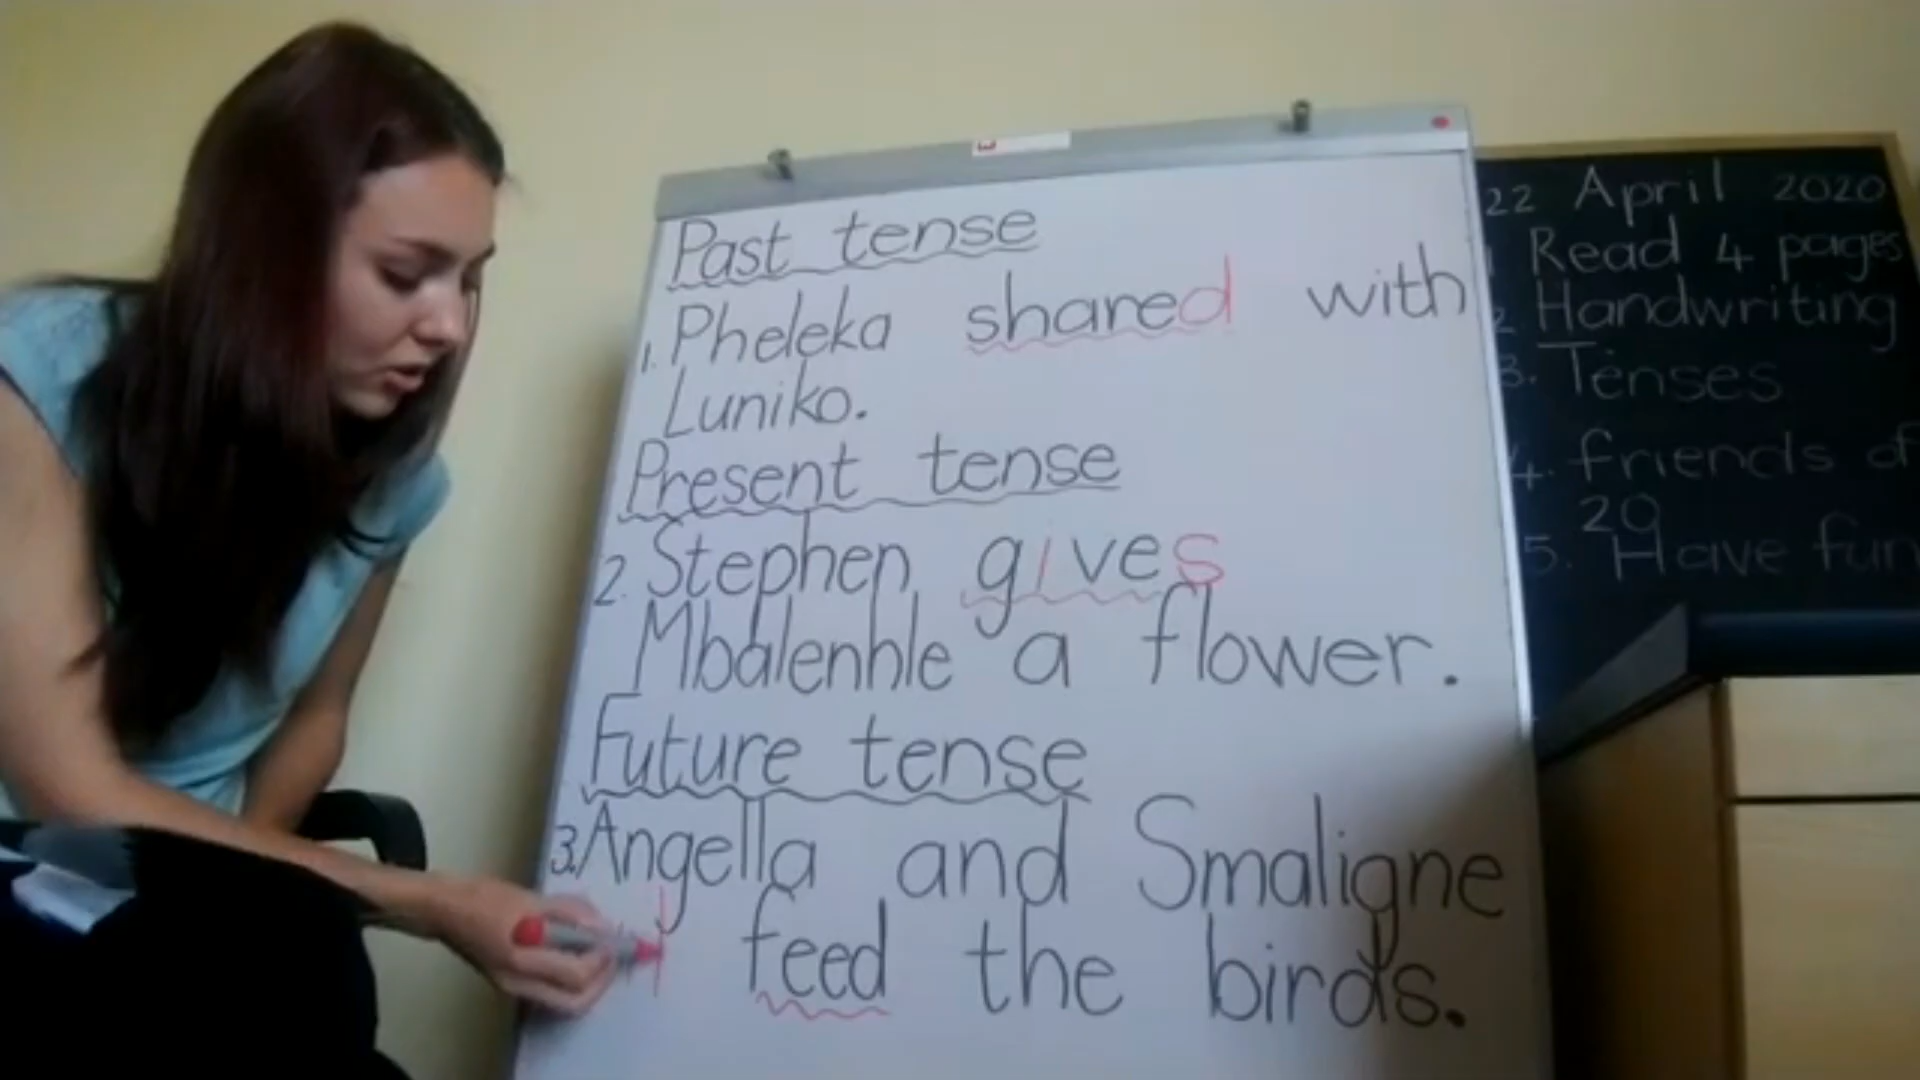 Past tense
1. Pheleka shared with
Luniko.
Present tense
2. Stephen gives
Mbalenhle a flower.
Future tense
3. Angella and Smaligne
feed the birds.
22 April 2020
1 Read 4 pages
2 Handwriting
3. Tenses
4. friends of
20
5. Have fun